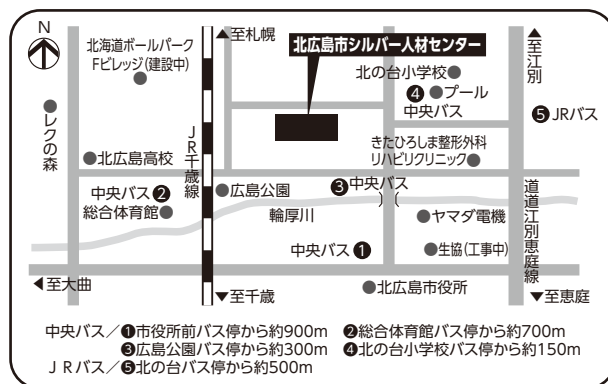 N
北海道ボールパーク
Fビレッジ(建設中)
▲至札幌
北広島市シルバー人材センター
▲至江別
北の台小学校
❹プール
中央バス
❺JRバス
レクの森
北広島高校
JR千歳線
きたひろしま整形外科
リハビリクリニック
中央バス❷
総合体育館
広島公園
❸中央バス
輪厚川
ヤマダ電機
道道江別恵庭線
中央バス❶
生協(工事中)
◀至大曲
▼至千歳
北広島市役所
▼至恵庭
中央バス/❶市役所前バス停から約900m ❷総合体育館バス停から約700m
❸広島公園バス停から約300m ❹北の台小学校バス停から約150m
JRバス/❺北の台バス停から約500m